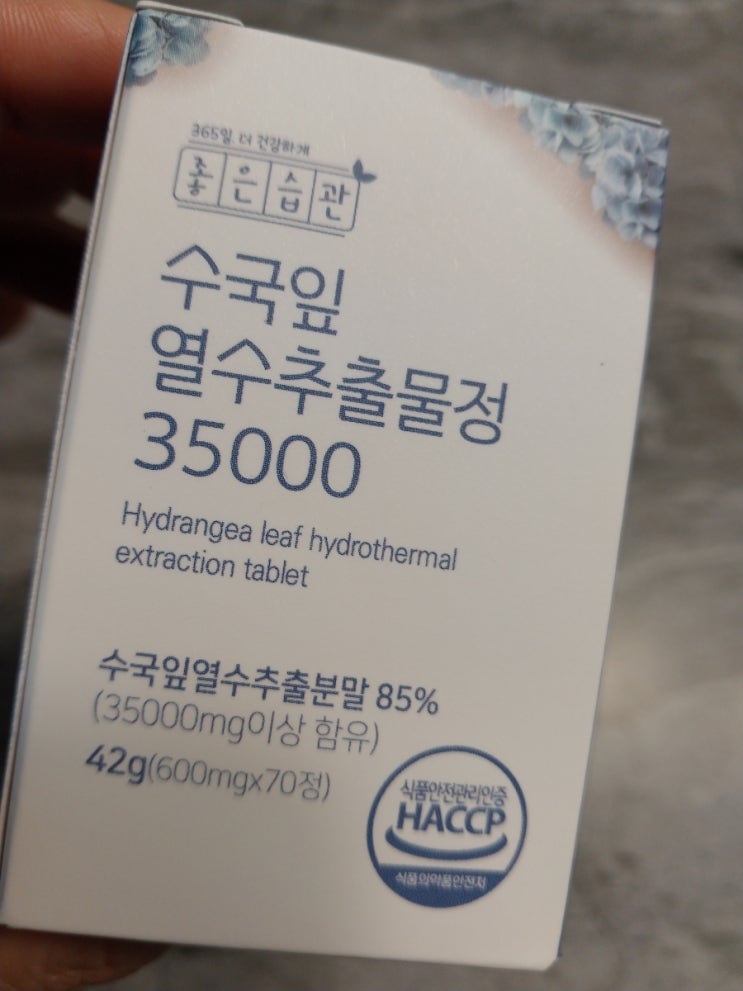 365일 더 건강하게
좋은습관
수국잎
열수추출물정
35000
Hydrangea leaf hydrothermal
extraction tablet
수국잎열수추출분말 85%
(35000mg이상 함유)
42g(600mgx70정)
식품안전관리인증
HACCP
식품의약품안전처